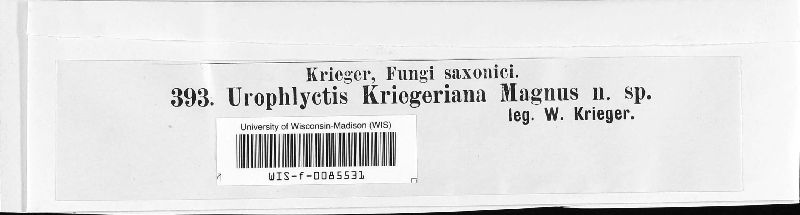 Krieger, Fungi saxonici.
393. Urophlyctis Kriegeriana Magnus n. sp.
leg. W. Krieger.
University of Wisconsin-Madison (WIS)
WIS-f-0085531